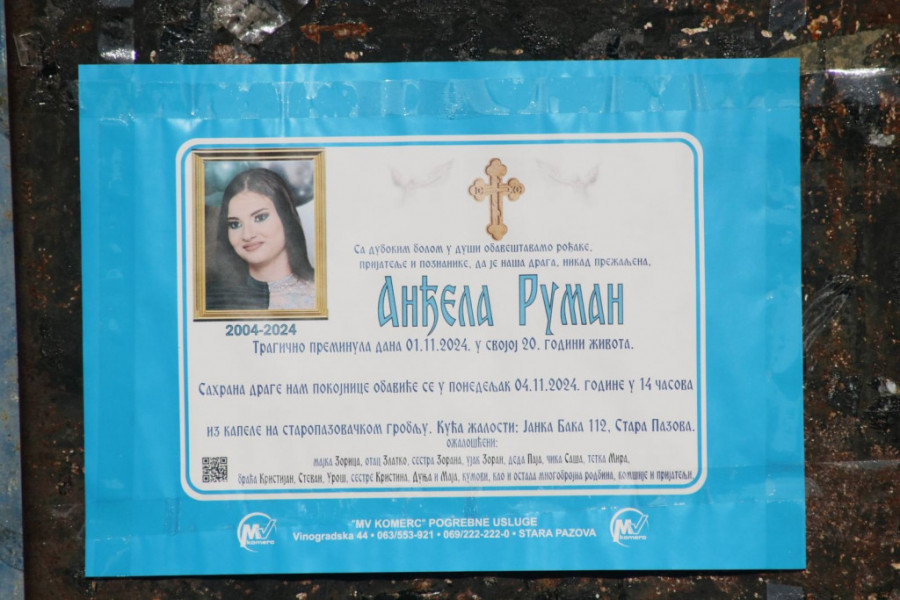 2004-2024
Са дубоким болом у души обавештавамо рођаке,
пријатеље и познанике, да је наша драга, никад прежаљена,
Анђела Руман
Трагично преминула дана 01.11.2024. у својој 20. години живота.
Сахрана драге нам покојнице обавиће се у понедељак 04.11.2024. године у 14 часова
из капеле на старопазовачком гробљу. Кућа жалости: Јанка Бака 112, Стара Пазова.
ожалошћени:
мајка Зорица, отац Златко, сестра Зорана, ујак Зоран, деда Паја, чика Саша, тетка Мира,
браћа Кристијан, Стеван, Урош, сестре Кристина, Дуња и Маја, кумови, као и остала многобројна родбина, комшије и пријатељи.
MV komerc
"MV KOMERC" POGREBNE USLUGE
Vinogradska 44 • 063/553-921 • 069/222-222-0 • STARA PAZOVA
MV komerc